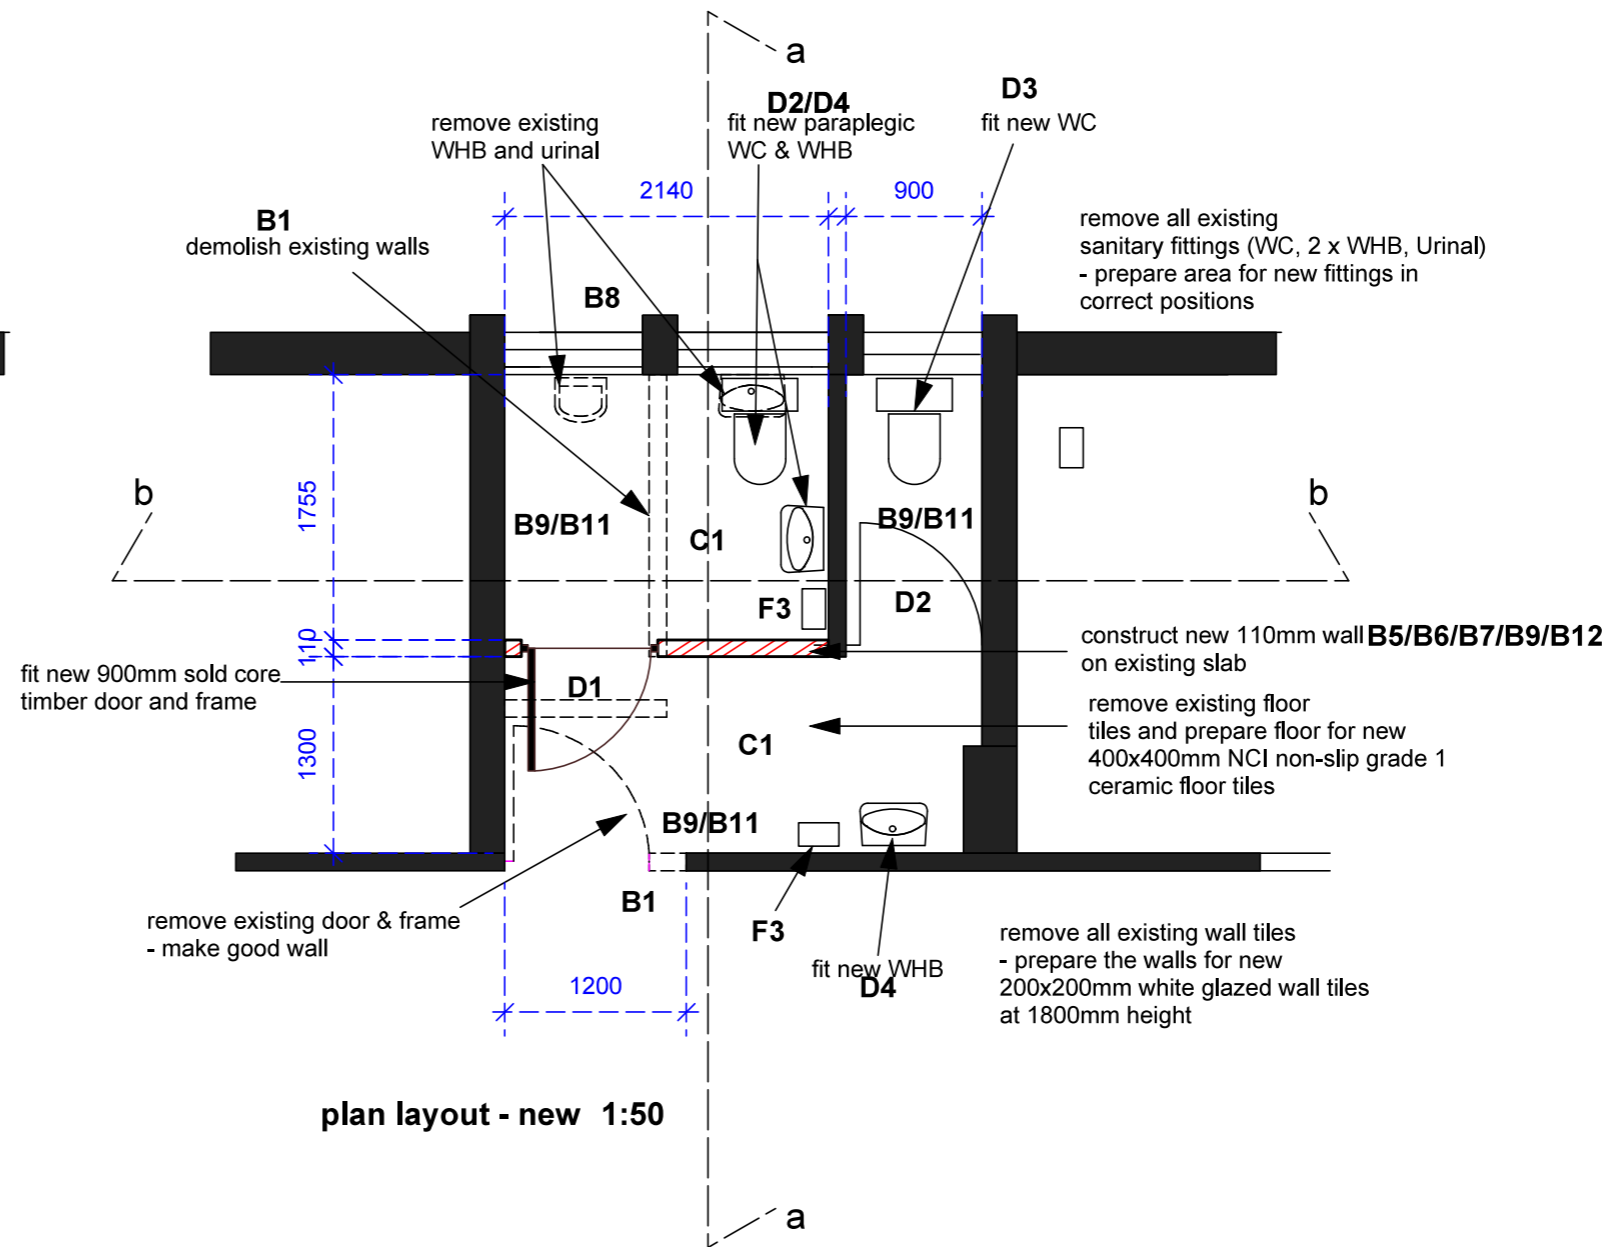 a
D2/D4
D3
remove existing
WHB and urinal
fit new paraplegic
WC & WHB
fit new WC
2140
900
B1
demolish existing walls
remove all existing
sanitary fittings (WC, 2 x WHB, Urinal)
- prepare area for new fittings in
correct positions
B8
b
b
1755
B9/B11
C1
B9/B11
F3
D2
110
construct new 110mm wall B5/B6/B7/B9/B12
on existing slab
fit new 900mm sold core
timber door and frame
D1
remove existing floor
tiles and prepare floor for new
400x400mm NCI non-slip grade 1
ceramic floor tiles
C1
1300
B9/B11
B1
remove existing door & frame
- make good wall
F3
fit new WHB
D4
remove all existing wall tiles
- prepare the walls for new
200x200mm white glazed wall tiles
at 1800mm height
1200
plan layout - new 1:50
a